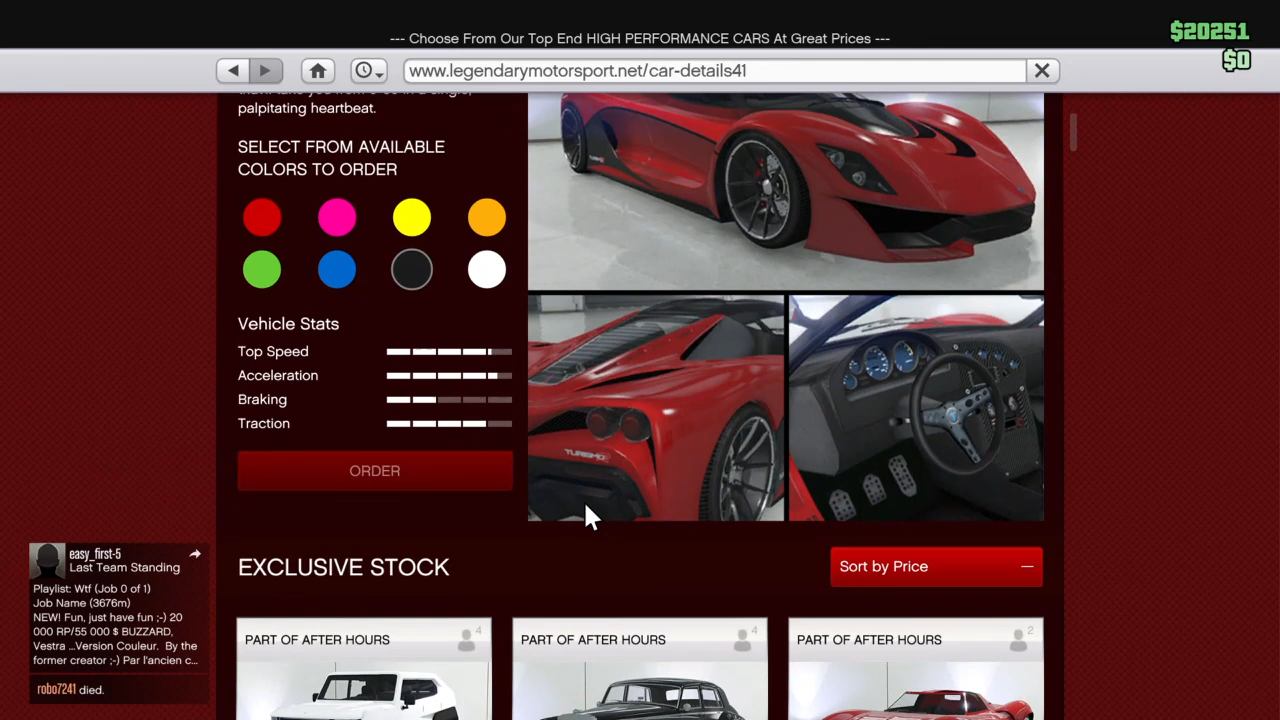 --- Choose From Our Top End HIGH PERFORMANCE CARS At Great Prices ---
$20251
$0
www.legendarymotorsport.net/car-details41
palpitating heartbeat.
SELECT FROM AVAILABLE
COLORS TO ORDER
Vehicle Stats
Top Speed
Acceleration
Braking
Traction
ORDER
TURISMO
EXCLUSIVE STOCK
Sort by Price
PART OF AFTER HOURS
4
PART OF AFTER HOURS
4
PART OF AFTER HOURS
2
easy_first-5
Last Team Standing
Playlist: Wtf (Job 0 of 1)
Job Name (3676m)
NEW! Fun, just have fun ;-) 20
000 RP/55 000 $ BUZZARD,
Vestra ...Version Couleur. By the
former creator ;-) Par l'ancien c...
robo7241 died.